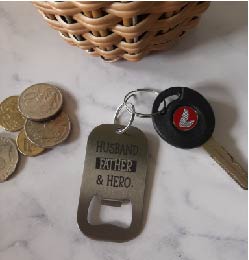 HUSBAND,
FATHER
& HERO.